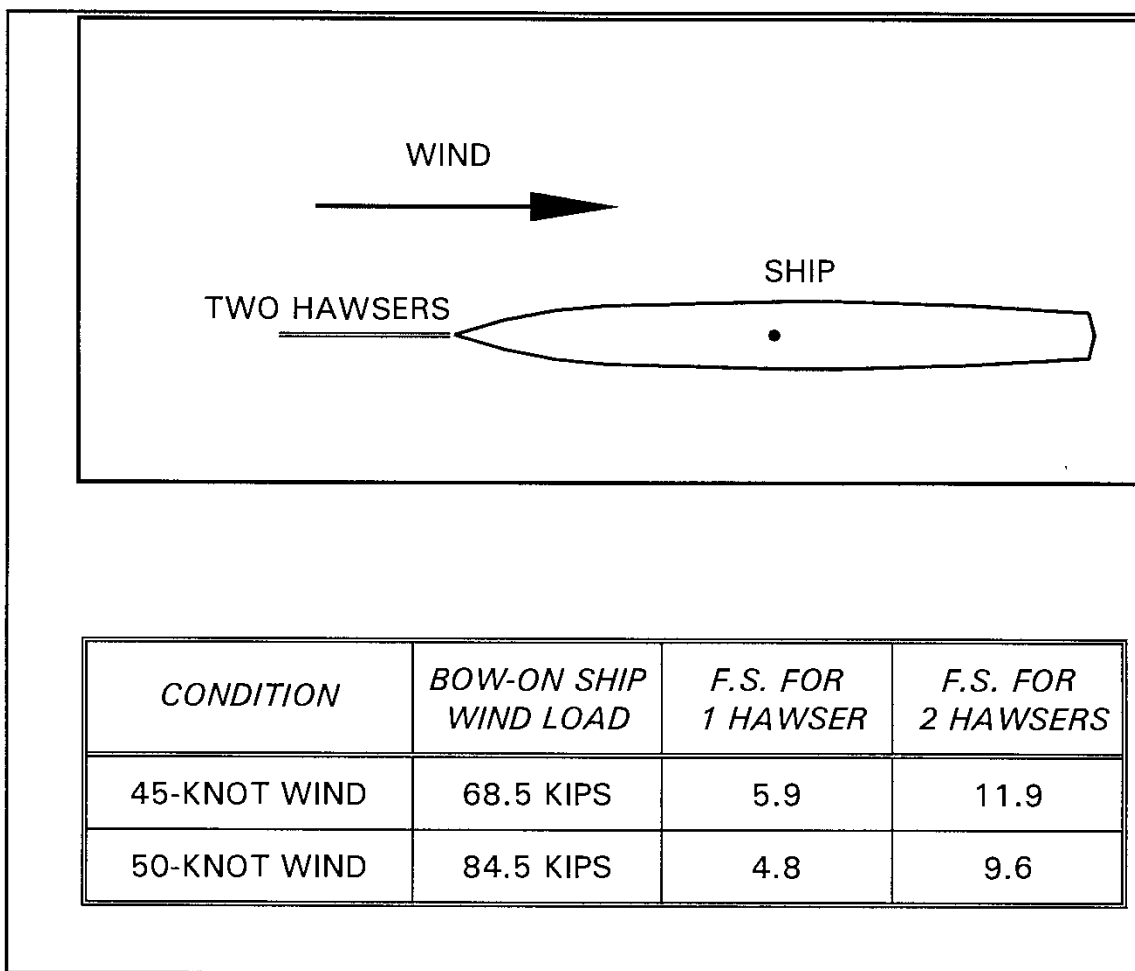 WIND
SHIP
TWO HAWSERS
CONDITION
BOW-ON SHIP
WIND LOAD
F.S. FOR
1 HAWSER
F.S. FOR
2 HAWSERS
45-KNOT WIND
68.5 KIPS
5.9
11.9
50-KNOT WIND
84.5 KIPS
4.8
9.6